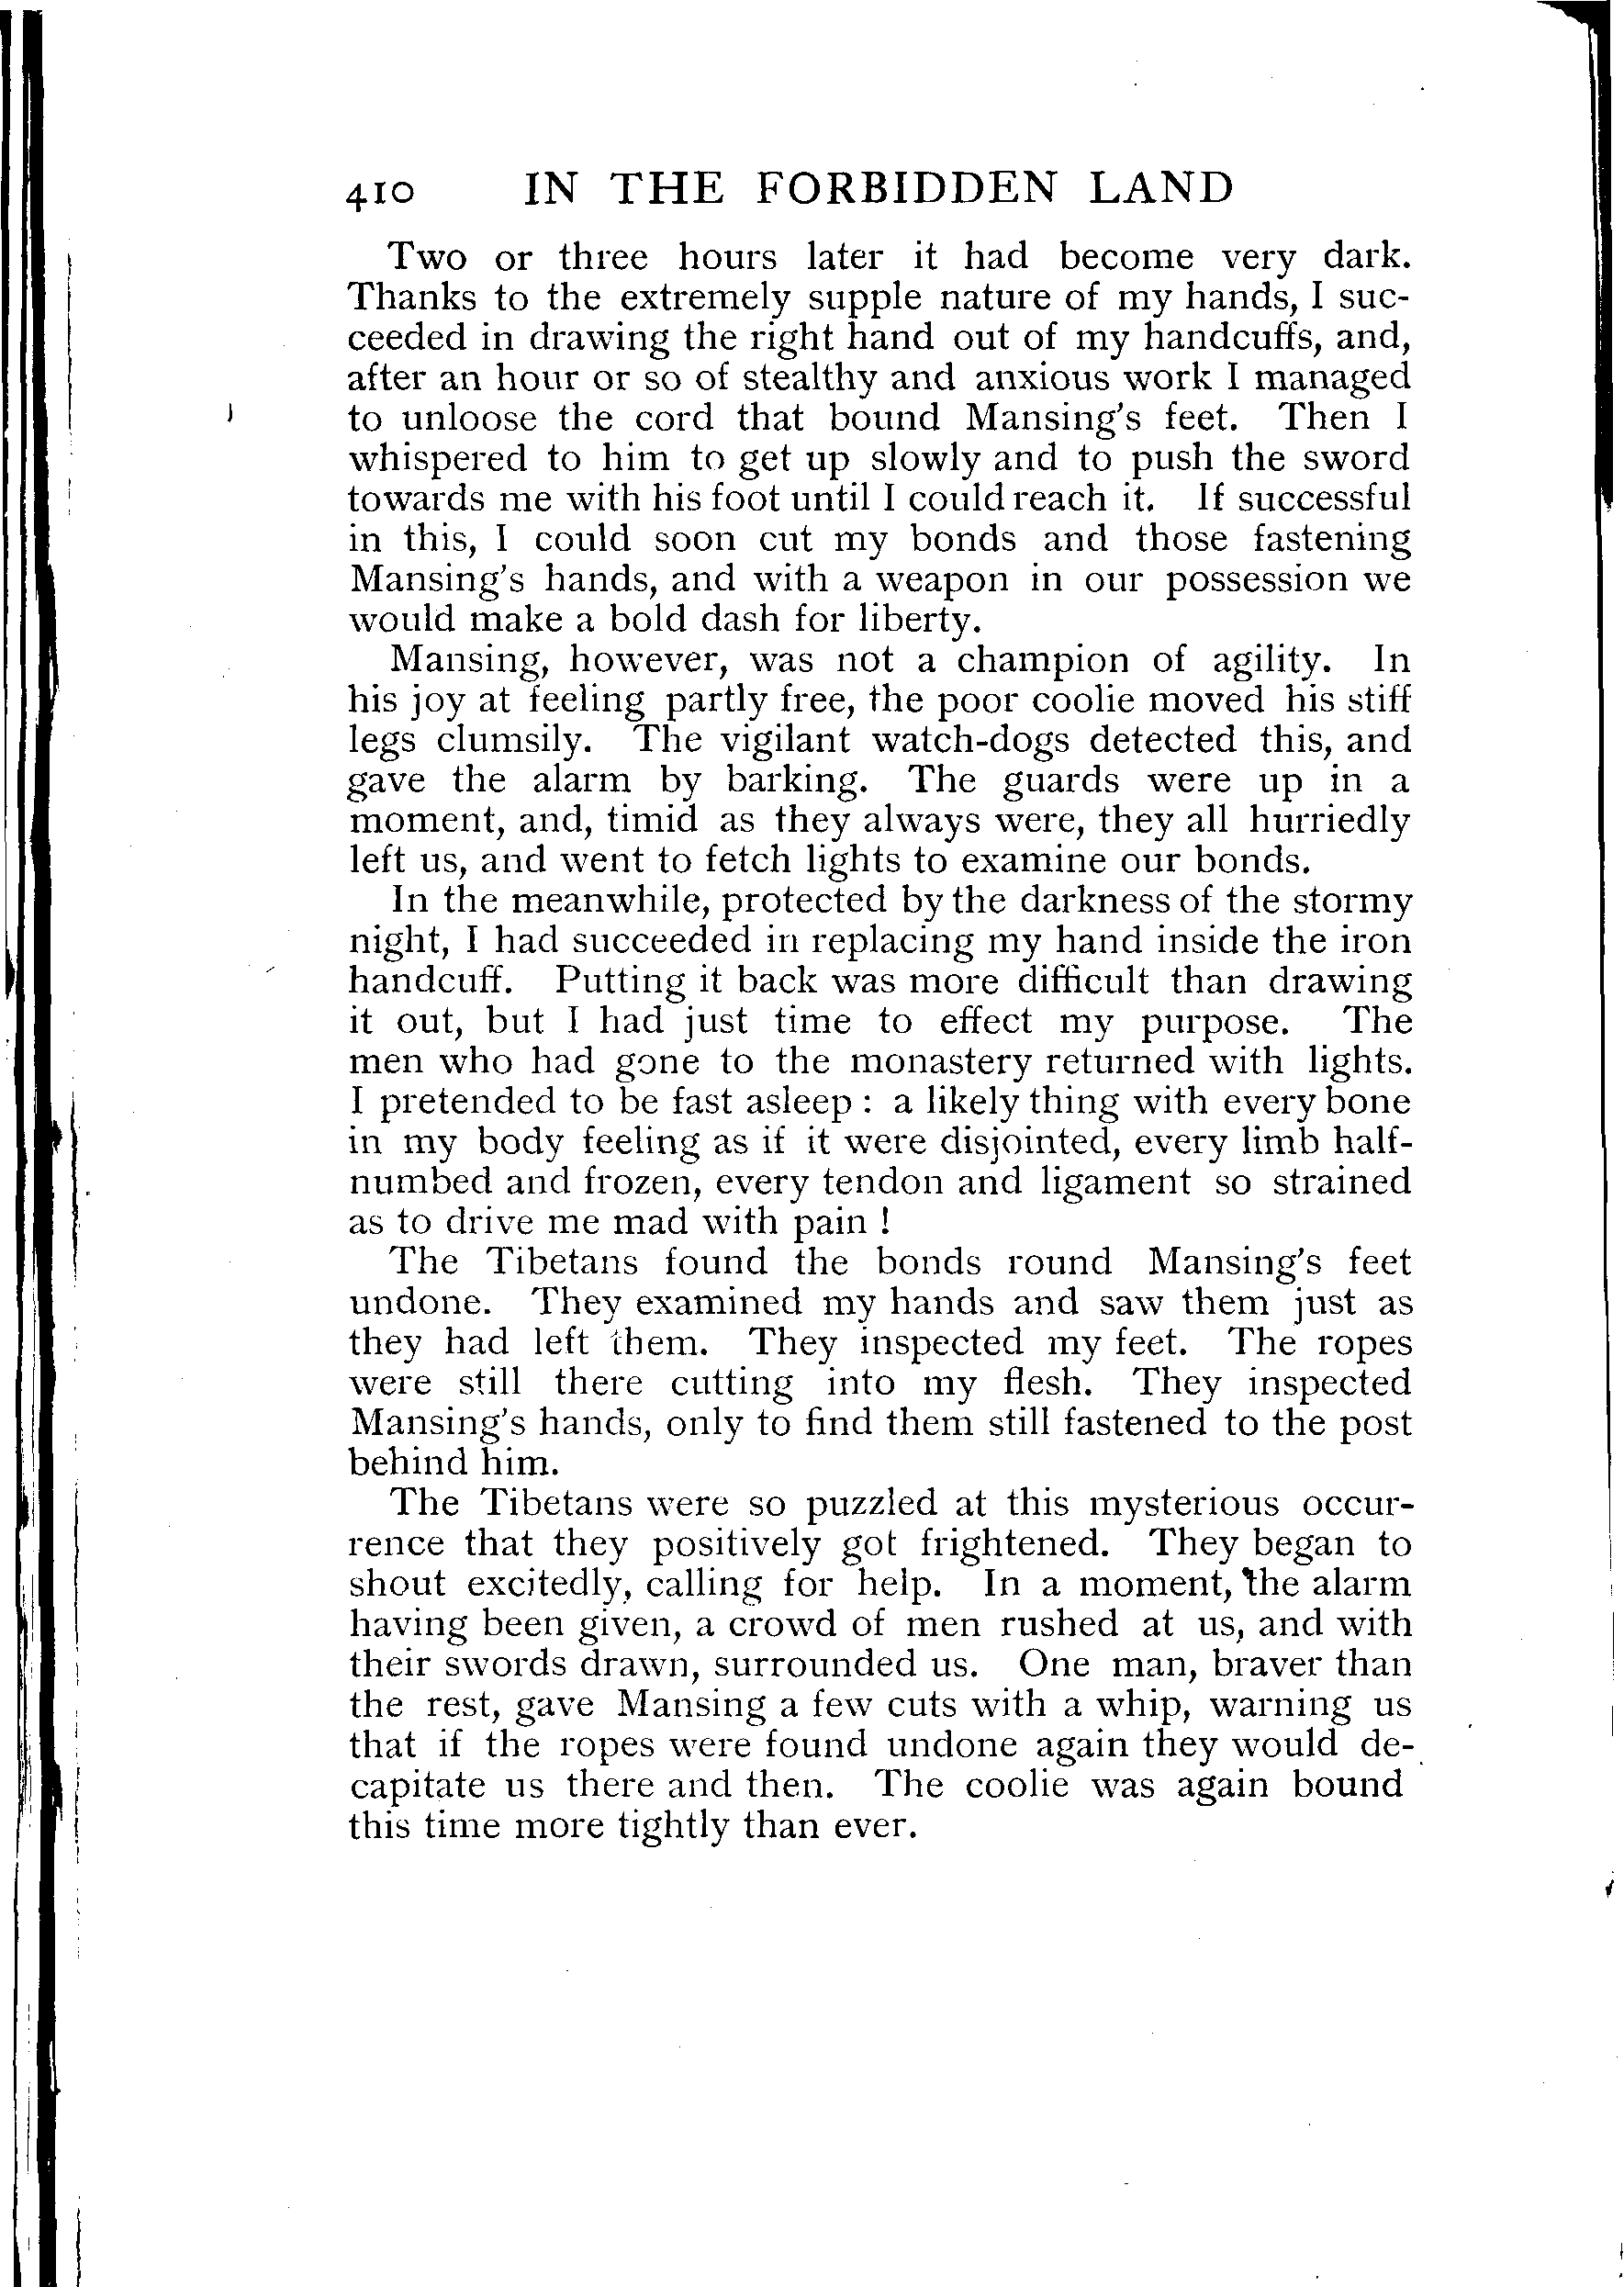 410 IN THE FORBIDDEN LAND
Two or three hours later it had become very dark.
Thanks to the extremely supple nature of my hands, I suc-
ceeded in drawing the right hand out of my handcuffs, and,
after an hour or so of stealthy and anxious work I managed
to unloose the cord that bound Mansing's feet. Then I
whispered to him to get up slowly and to push the sword
towards me with his foot until I could reach it. If successful
in this, I could soon cut my bonds and those fastening
Mansing's hands, and with a weapon in our possession we
would make a bold dash for liberty.
Mansing, however, was not a champion of agility. In
his joy at feeling partly free, the poor coolie moved his stiff
legs clumsily. The vigilant watch-dogs detected this, and
gave the alarm by barking. The guards were up in a
moment, and, timid as they always were, they all hurriedly
left us, and went to fetch lights to examine our bonds.
In the meanwhile, protected by the darkness of the stormy
night, I had succeeded in replacing my hand inside the iron
handcuff. Putting it back was more difficult than drawing
it out, but I had just time to effect my purpose. The
men who had gone to the monastery returned with lights.
I pretended to be fast asleep : a likely thing with every bone
in my body feeling as if it were disjointed, every limb half-
numbed and frozen, every tendon and ligament so strained
as to drive me mad with pain !
The Tibetans found the bonds round Mansing's feet
undone. They examined my hands and saw them just as
they had left them. They inspected my feet. The ropes
were still there cutting into my flesh. They inspected
Mansing's hands, only to find them still fastened to the post
behind him.
The Tibetans were so puzzled at this mysterious occur-
rence that they positively got frightened. They began to
shout excitedly, calling for help. In a moment, the alarm
having been given, a crowd of men rushed at us, and with
their swords drawn, surrounded us. One man, braver than
the rest, gave Mansing a few cuts with a whip, warning us
that if the ropes were found undone again they would de-
capitate us there and then. The coolie was again bound
this time more tightly than ever.